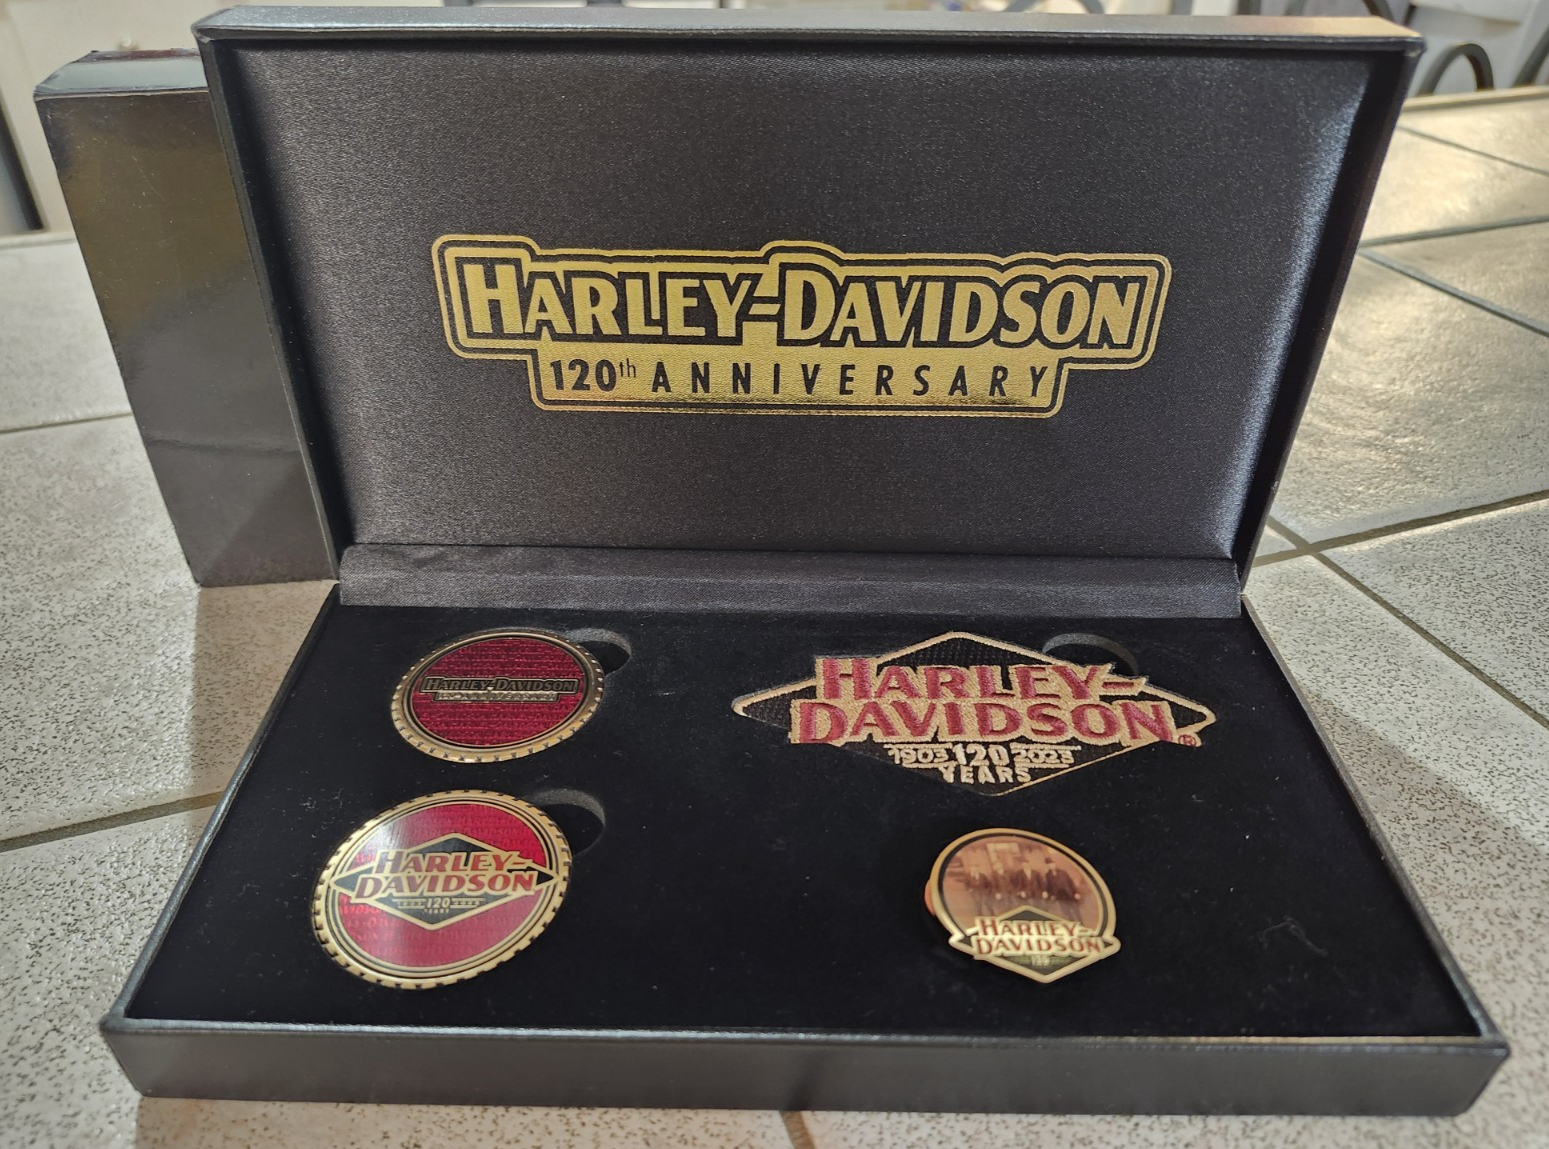 HARLEY-DAVIDSON
120th ANNIVERSARY
HARLEY-DAVIDSON
HARLEY-
DAVIDSON®
1903 120 2023
YEARS
HARLEY-
DAVIDSON
120
YEARS
HARLEY-
DAVIDSON